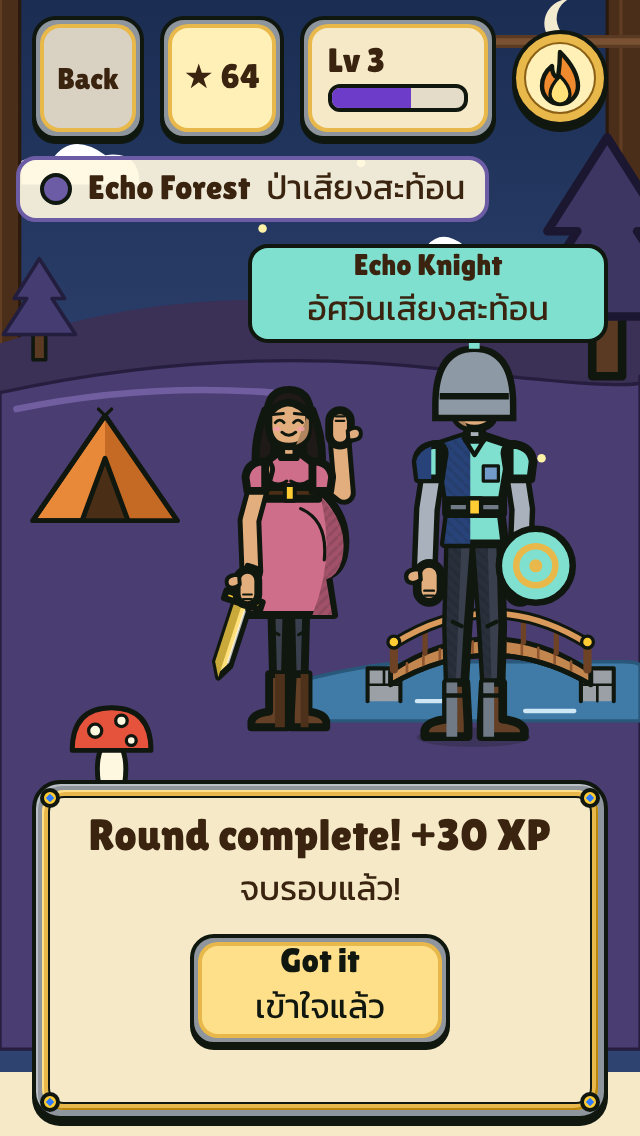 Back
★ 64
Lv 3
Echo Forest ป่าเสียงสะท้อน
Echo Knight
อัศวินเสียงสะท้อน
Round complete! +30 XP
จบรอบแล้ว!
Got it
เข้าใจแล้ว